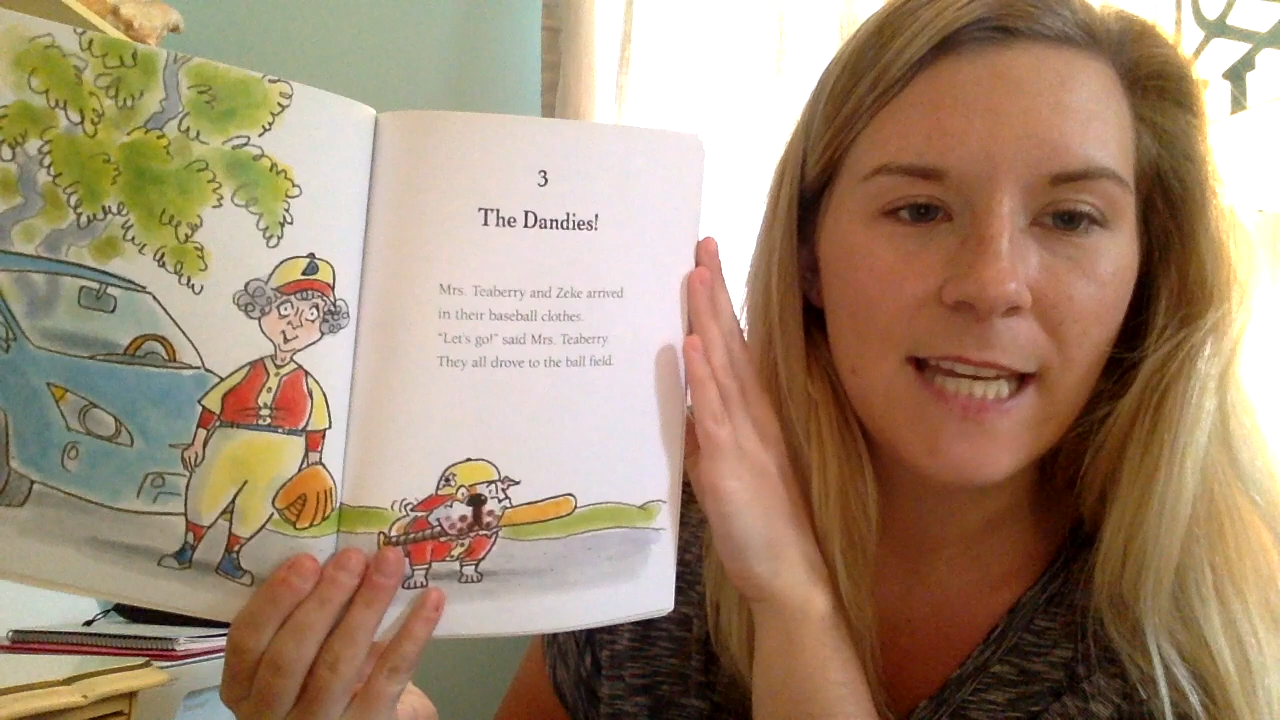 3
The Dandies!
Mrs. Teaberry and Zeke arrived
in their baseball clothes.
"Let's go!" said Mrs. Teaberry.
They all drove to the ball field.